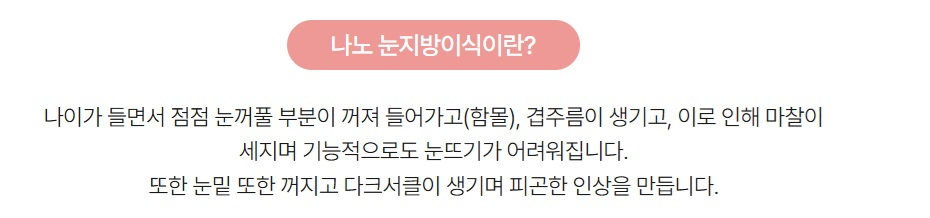 나노 눈지방이식이란?
나이가 들면서 점점 눈꺼풀 부분이 꺼져 들어가고(함몰), 겹주름이 생기고, 이로 인해 마찰이
세지며 기능적으로도 눈뜨기가 어려워집니다.
또한 눈밑 또한 꺼지고 다크서클이 생기며 피곤한 인상을 만듭니다.